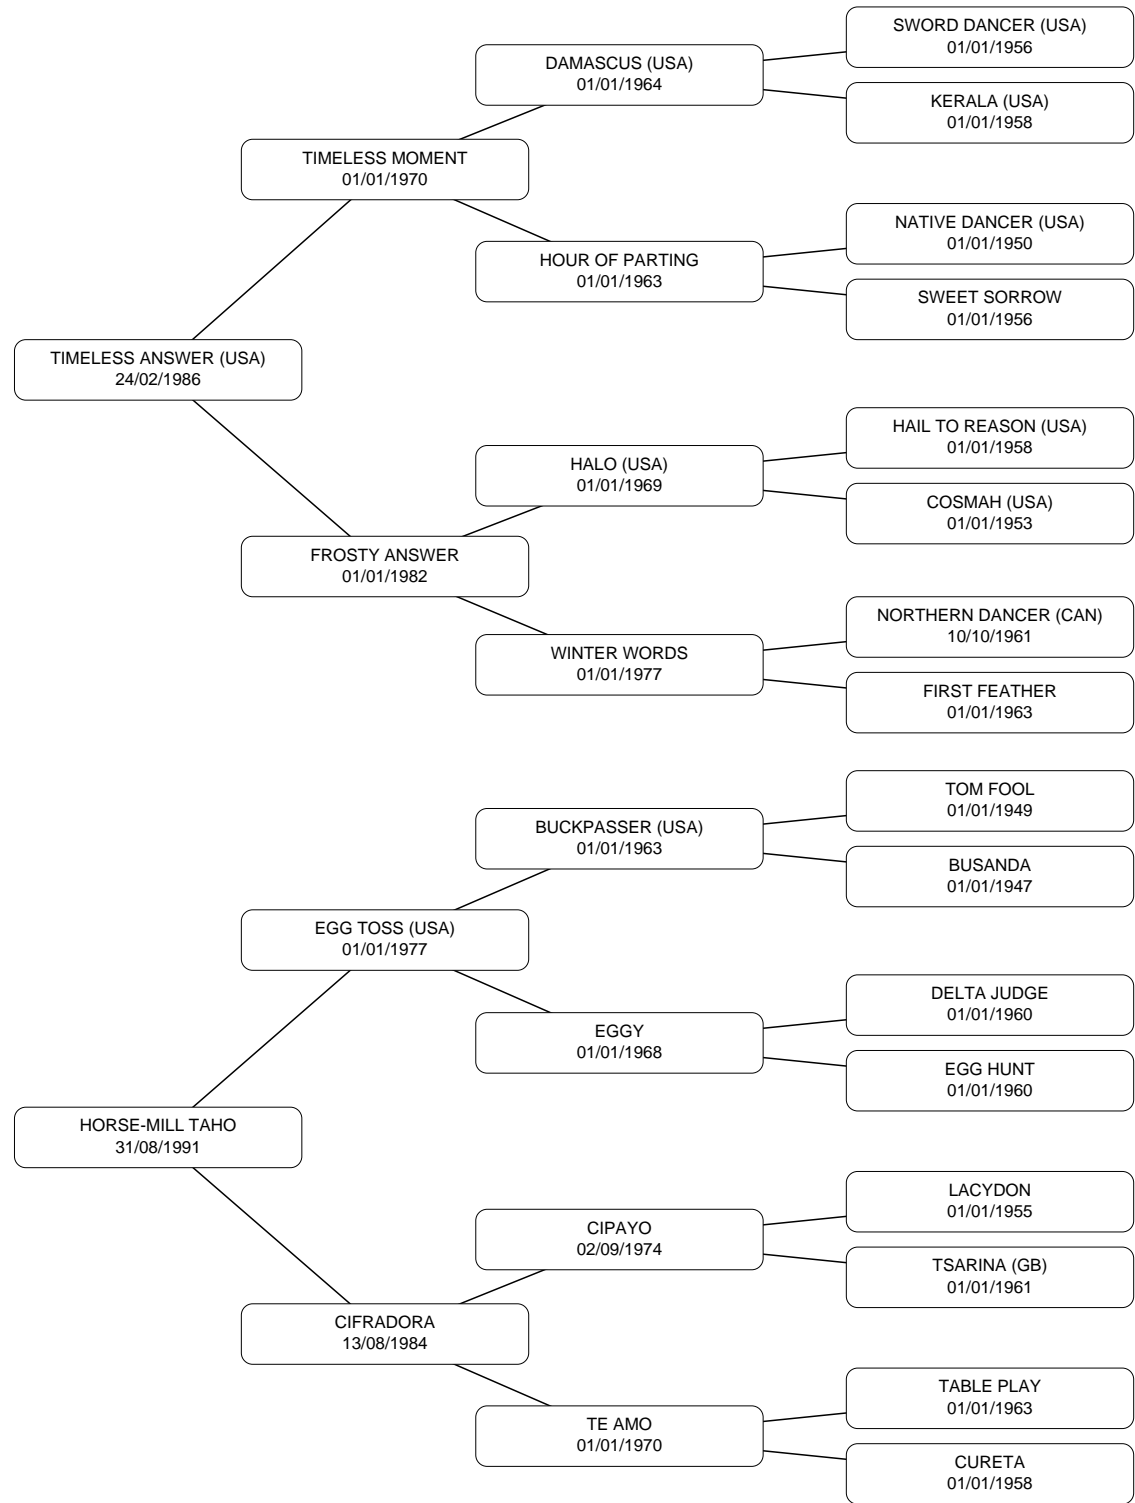 SWORD DANCER (USA)
01/01/1956
DAMASCUS (USA)
01/01/1964
KERALA (USA)
01/01/1958
TIMELESS MOMENT
01/01/1970
NATIVE DANCER (USA)
01/01/1950
HOUR OF PARTING
01/01/1963
SWEET SORROW
01/01/1956
TIMELESS ANSWER (USA)
24/02/1986
HAIL TO REASON (USA)
01/01/1958
HALO (USA)
01/01/1969
COSMAH (USA)
01/01/1953
FROSTY ANSWER
01/01/1982
NORTHERN DANCER (CAN)
10/10/1961
WINTER WORDS
01/01/1977
FIRST FEATHER
01/01/1963
TOM FOOL
01/01/1949
BUCKPASSER (USA)
01/01/1963
BUSANDA
01/01/1947
EGG TOSS (USA)
01/01/1977
DELTA JUDGE
01/01/1960
EGGY
01/01/1968
EGG HUNT
01/01/1960
HORSE-MILL TAHO
31/08/1991
LACYDON
01/01/1955
CIPAYO
02/09/1974
TSARINA (GB)
01/01/1961
CIFRADORA
13/08/1984
TABLE PLAY
01/01/1963
TE AMO
01/01/1970
CURETA
01/01/1958